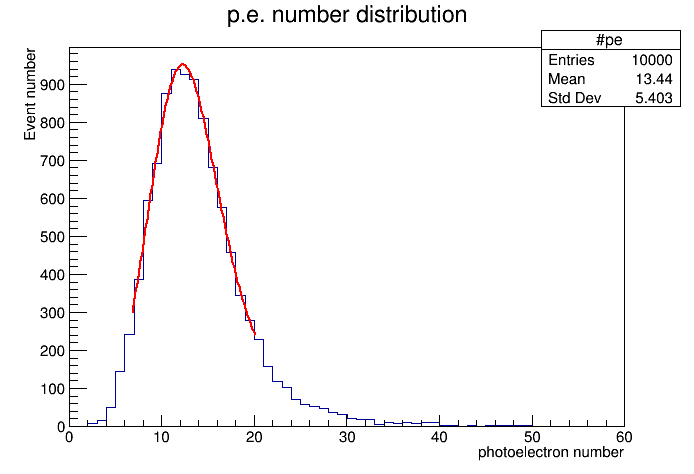 p.e. number distribution
#pe
Entries 10000
Mean 13.44
Std Dev 5.403
Event number
900
800
700
600
500
400
300
200
100
0
0 10 20 30 40 50 60
photoelectron number